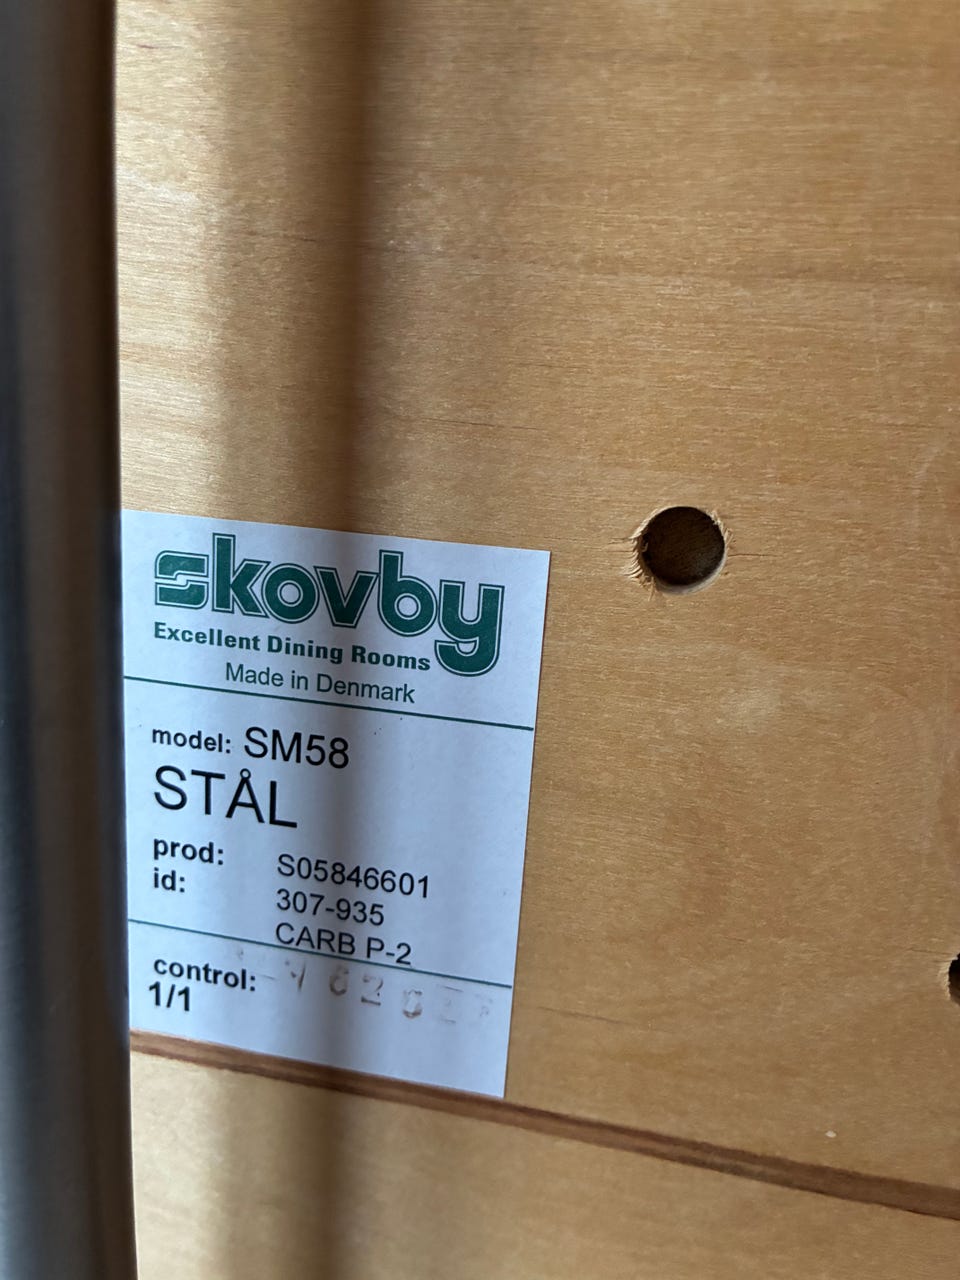 skovby
Excellent Dining Rooms
Made in Denmark
model: SM58
STÅL
prod: S05846601
id: 307-935
CARB P-2
control:
1/1